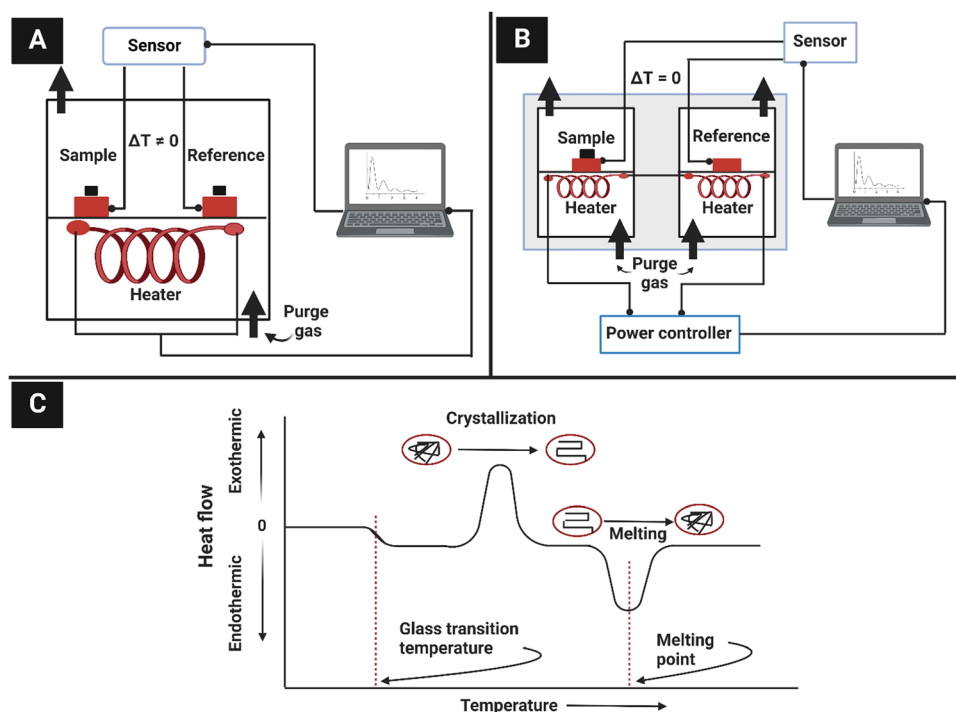 A
Sensor
ΔT ≠ 0
Sample
Reference
Heater
Purge
gas
B
Sensor
ΔT = 0
Sample
Reference
Heater
Heater
Purge
gas
Power controller
C
Crystallization
Exothermic
0
Heat flow
Endothermic
Melting
Glass transition
temperature
Melting
point
Temperature